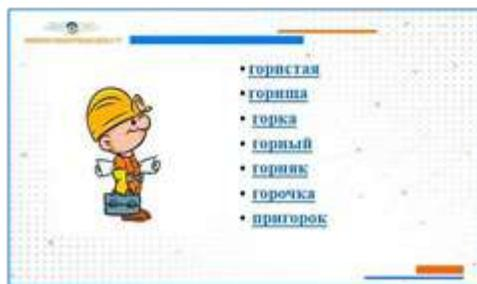 • гористая
• горища
• горка
• горный
• горняк
• горочка
• пригорок